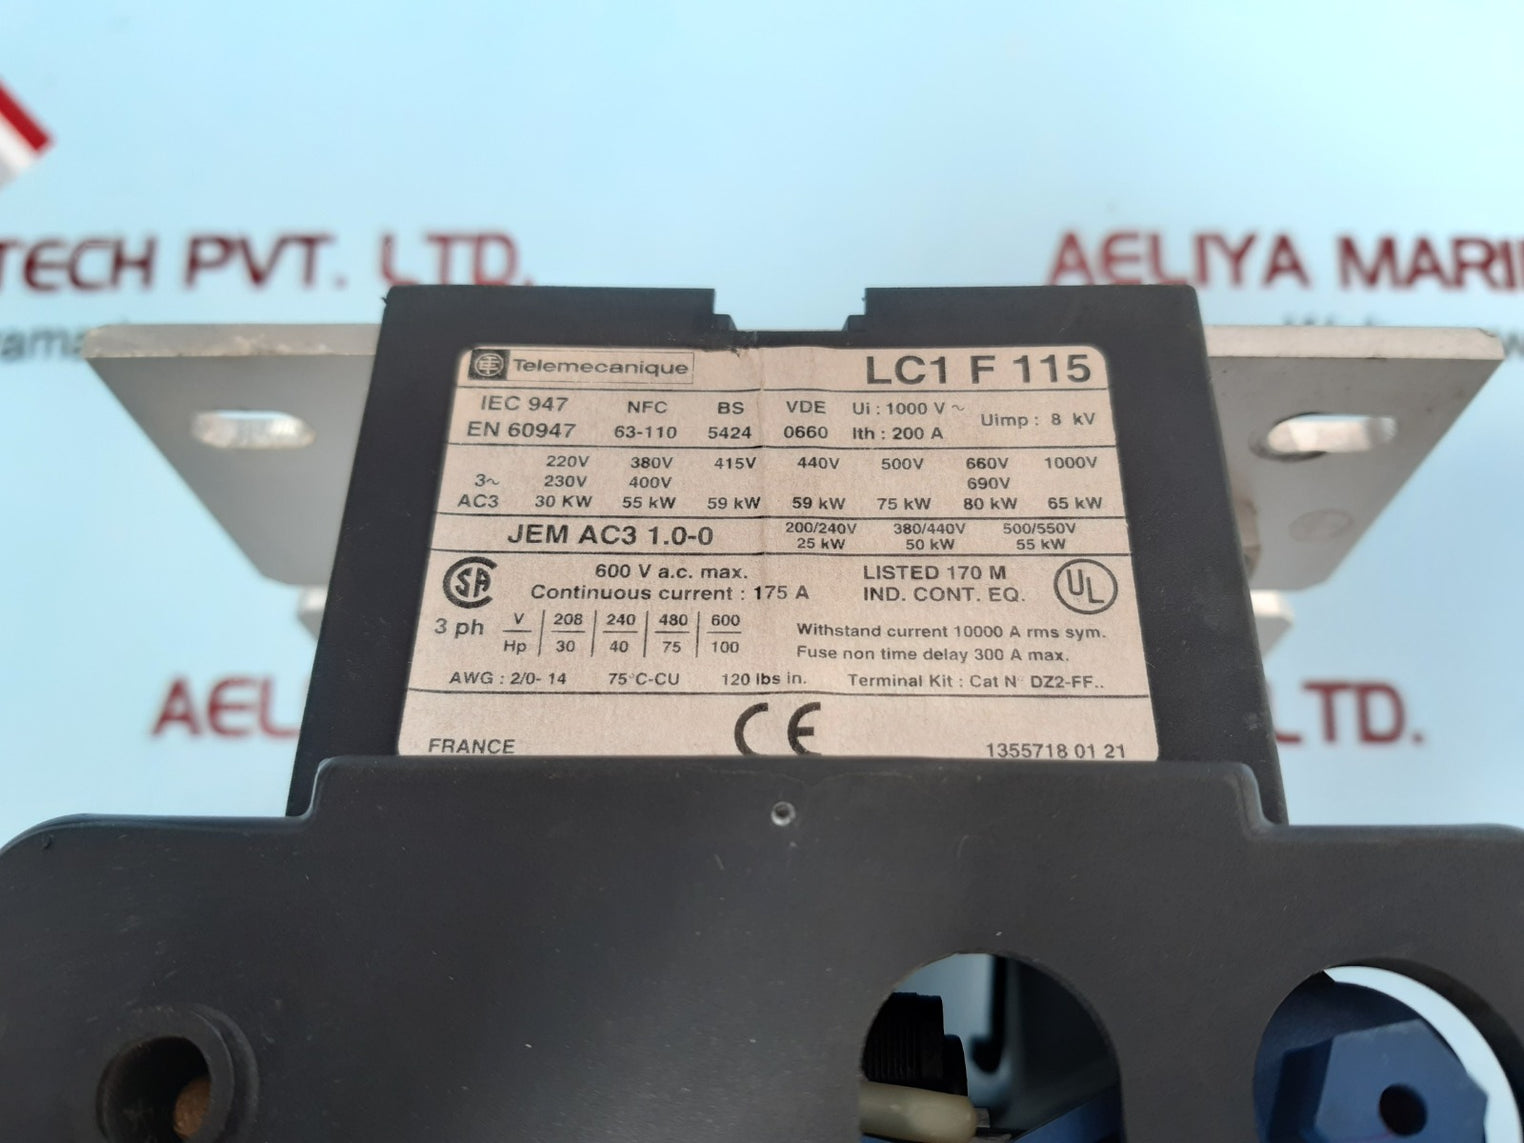 TECH PVT. LTD.
AELIYA MARIN
Telemecanique
LC1 F 115
IEC 947 NFC BS VDE Ui : 1000 V ~ Uimp : 8 kV
EN 60947 63-110 5424 0660 Ith : 200 A
220V 380V 415V 440V 500V 660V 1000V
3~ 230V 400V 690V
AC3 30 KW 55 kW 59 kW 59 kW 75 kW 80 kW 65 kW
JEM AC3 1.0-0
200/240V 380/440V 500/550V
25 kW 50 kW 55 kW
SA
600 V a.c. max.
Continuous current : 175 A
LISTED 170 M
IND. CONT. EQ.
UL
3 ph V 208 240 480 600
Hp 30 40 75 100
Withstand current 10000 A rms sym.
Fuse non time delay 300 A max.
AWG : 2/0- 14 75°C-CU 120 lbs in. Terminal Kit : Cat N° DZ2-FF..
CE
FRANCE
1355718 01 21
AEL
LTD.